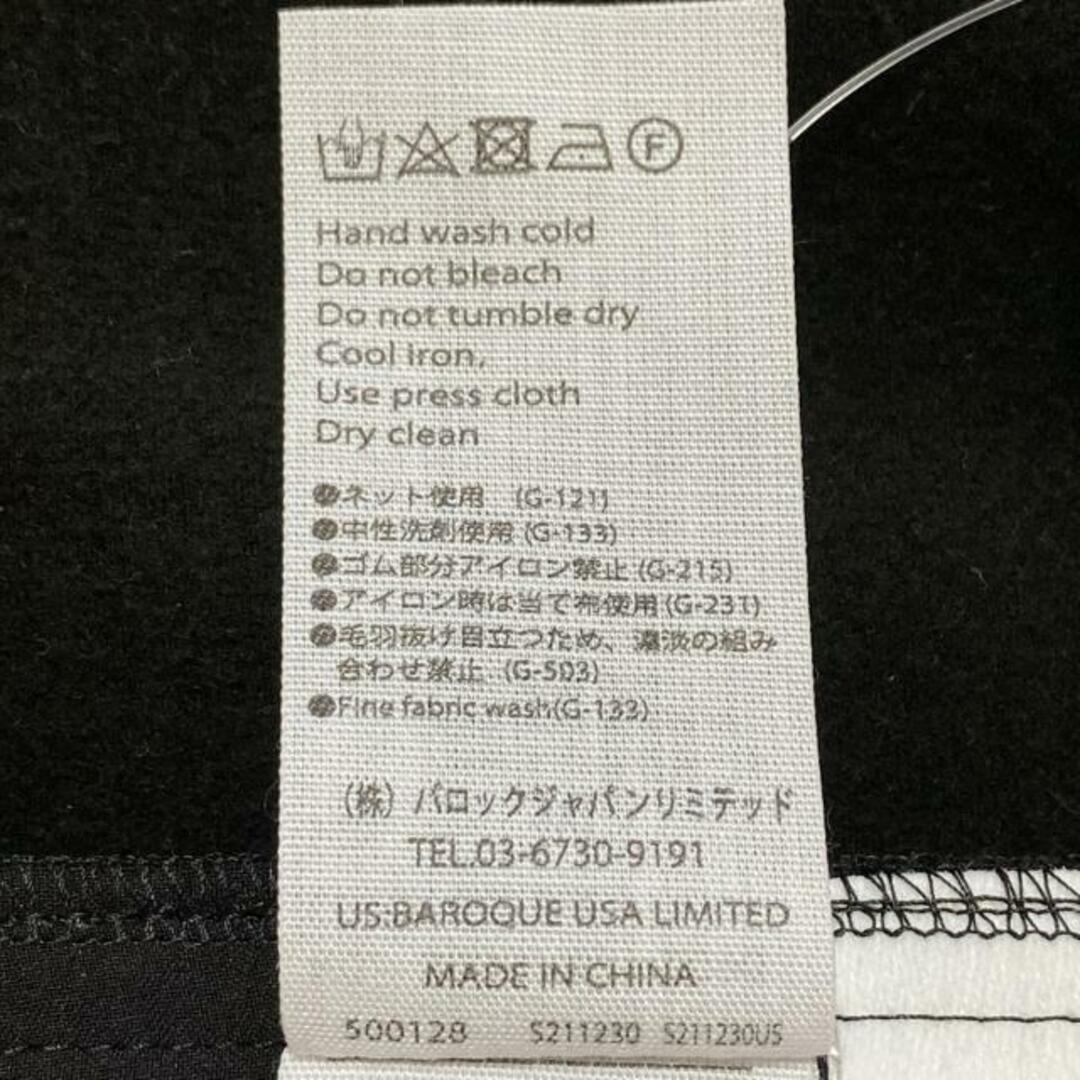 F
Hand wash cold
Do not bleach
Do not tumble dry
Cool iron,
Use press cloth
Dry clean
●ネット使用 (G-121)
●中性洗剤使用 (G-133)
●ゴム部分アイロン禁止 (G-215)
●アイロン時は当て布使用 (G-231)
●毛羽抜け目立つため、濃淡の組み
合わせ禁止 (G-503)
●Fine fabric wash(G-133)
(株) バロックジャパンリミテッド
TEL.03-6730-9191
US:BAROQUE USA LIMITED
MADE IN CHINA
500128 S211230 S211230US